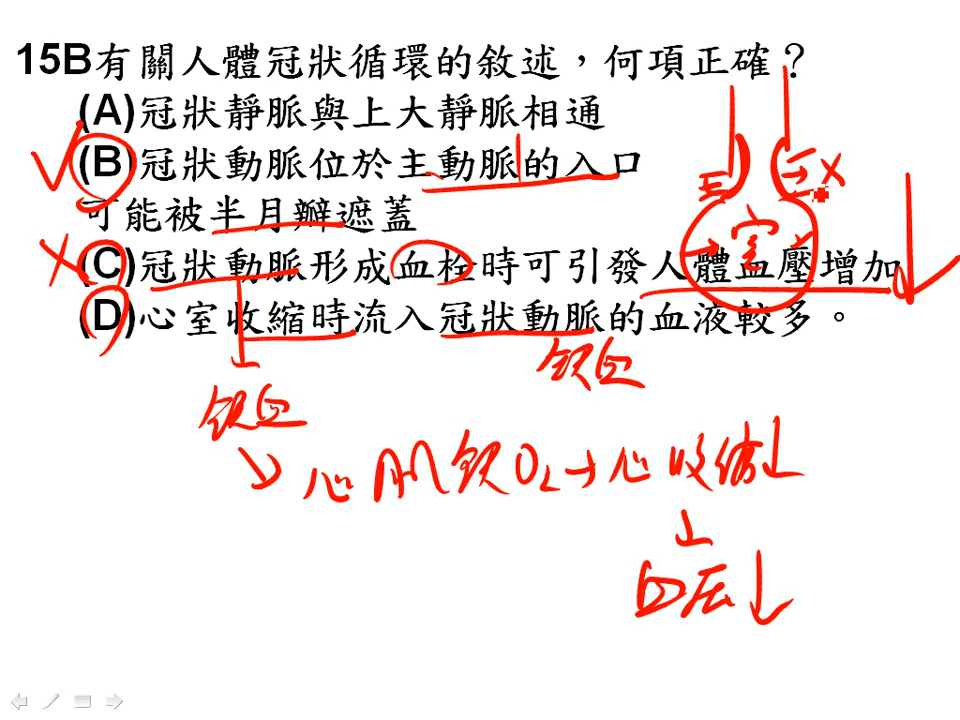 15B有關人體冠狀循環的敘述，何項正確？
(A)冠狀靜脈與上大靜脈相通
(B)冠狀動脈位於主動脈的入口
可能被半月瓣遮蓋
(C)冠狀動脈形成血栓時可引發人體血壓增加
(D)心室收縮時流入冠狀動脈的血液較多。
室
缺血
缺血
心肌缺O₂→心收縮↓
↓
血压↓